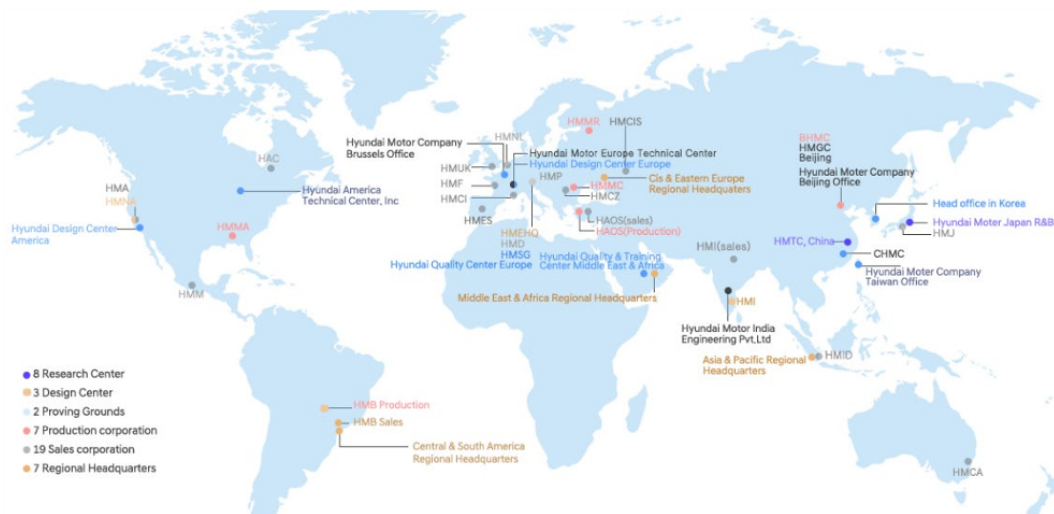 HAC
HMA
HMNA
Hyundai Design Center
America
Hyundai America
Technical Center, Inc
HMMA
HMM
Hyundai Motor Company
Brussels Office
HMNL
HMUK
HMF
HMCI
HMES
Hyundai Motor Europe Technical Center
Hyundai Design Center Europe
HMP
HMMR
HMCIS
Cis & Eastern Europe
Regional Headquaters
HMMC
HMCZ
HAOS(sales)
HAOS(Production)
HMEHQ
HMD
HMSG
Hyundai Quality Center Europe
Hyundai Quality & Training
Center Middle East & Africa
Middle East & Africa Regional Headquarters
HMI(sales)
HMI
Hyundai Motor India
Engineering Pvt,Ltd
BHMC
HMGC
Beijing
Hyundai Motor Company
Beijing Office
Head office in Korea
Hyundai Moter Japan R&B
HMJ
HMTC, China
CHMC
Hyundai Moter Company
Taiwan Office
Asia & Pacific Regional
Headquarters
HMID
HMCA
HMB Production
HMB Sales
Central & South America
Regional Headquarters
8 Research Center
3 Design Center
2 Proving Grounds
7 Production corporation
19 Sales corporation
7 Regional Headquarters